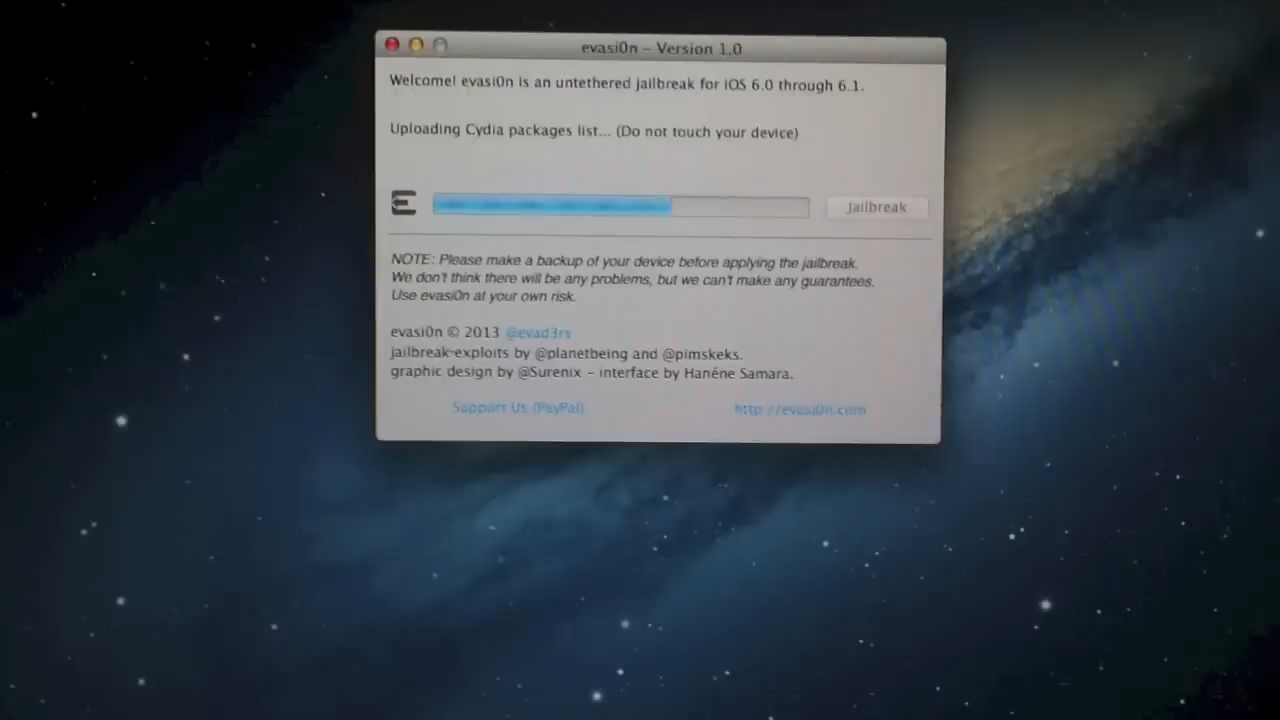 evasi0n – Version 1.0
Welcome! evasi0n is an untethered jailbreak for iOS 6.0 through 6.1.
Uploading Cydia packages list... (Do not touch your device)
Jailbreak
NOTE: Please make a backup of your device before applying the jailbreak.
We don't think there will be any problems, but we can't make any guarantees.
Use evasi0n at your own risk.
evasi0n © 2013 @evad3rs
jailbreak-exploits by @planetbeing and @pimskeks.
graphic design by @Surenix – interface by Hanéne Samara.
Support Us (PayPal)
http://evasi0n.com